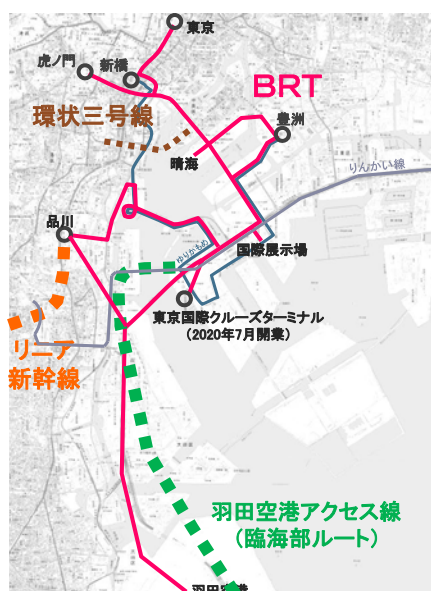 東京
虎ノ門
新橋
BRT
環状三号線
豊洲
晴海
りんかい線
品川
ゆりかもめ
国際展示場
東京国際クルーズターミナル
(2020年7月開業)
リニア
新幹線
羽田空港アクセス線
(臨海部ルート)
羽田空港